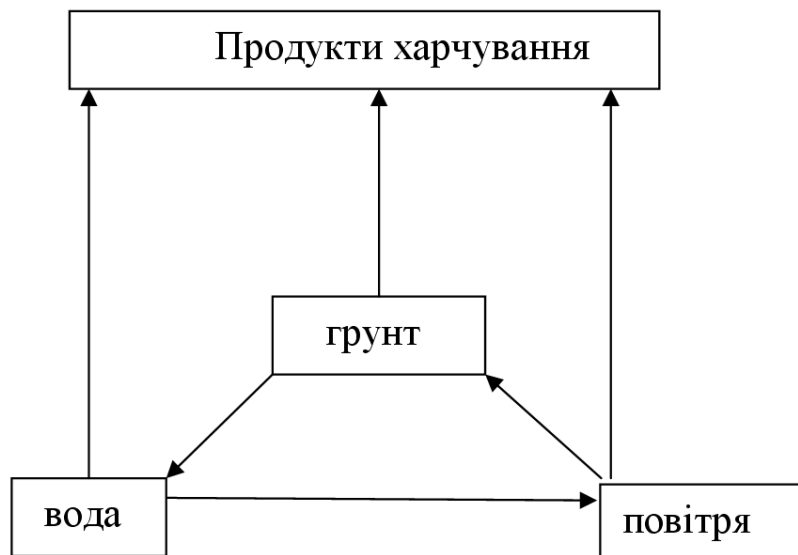 Продукти харчування
грунт
вода
повітря